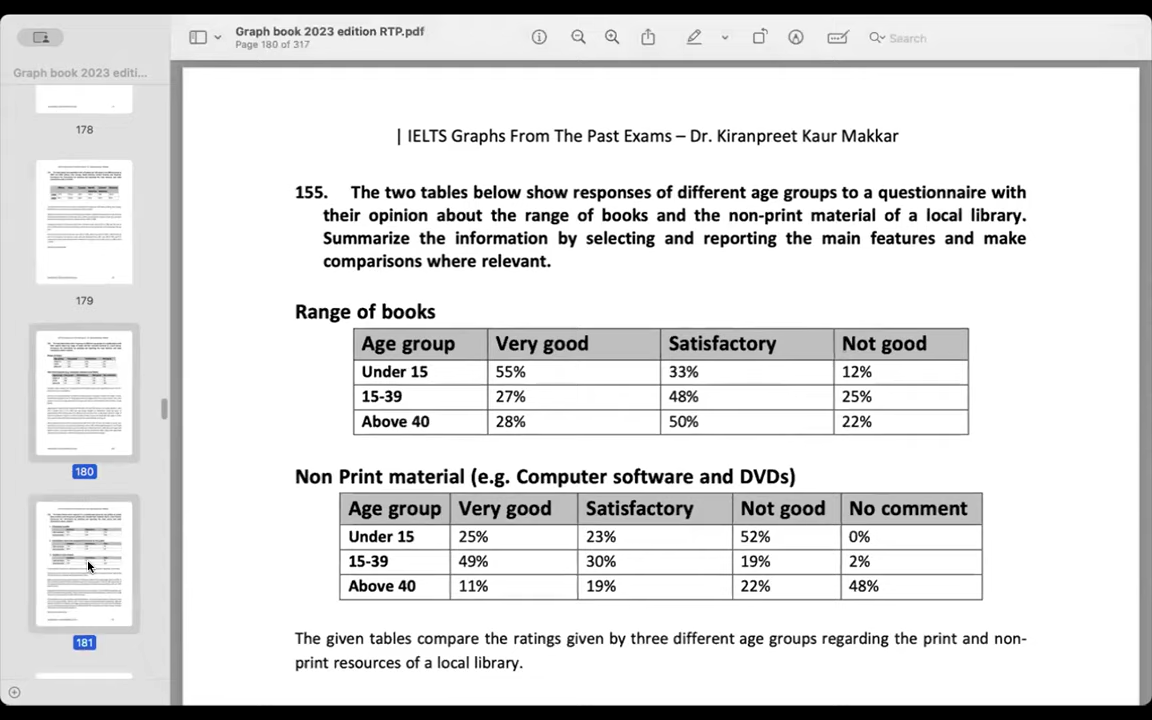 Graph book 2023 edition RTP.pdf
Page 180 of 317
Search
Graph book 2023 editi...
178
179
180
181
| IELTS Graphs From The Past Exams – Dr. Kiranpreet Kaur Makkar
155. The two tables below show responses of different age groups to a questionnaire with
their opinion about the range of books and the non-print material of a local library.
Summarize the information by selecting and reporting the main features and make
comparisons where relevant.
Range of books
Age group Very good Satisfactory Not good
Under 15 55% 33% 12%
15-39 27% 48% 25%
Above 40 28% 50% 22%
Non Print material (e.g. Computer software and DVDs)
Age group Very good Satisfactory Not good No comment
Under 15 25% 23% 52% 0%
15-39 49% 30% 19% 2%
Above 40 11% 19% 22% 48%
The given tables compare the ratings given by three different age groups regarding the print and non-
print resources of a local library.